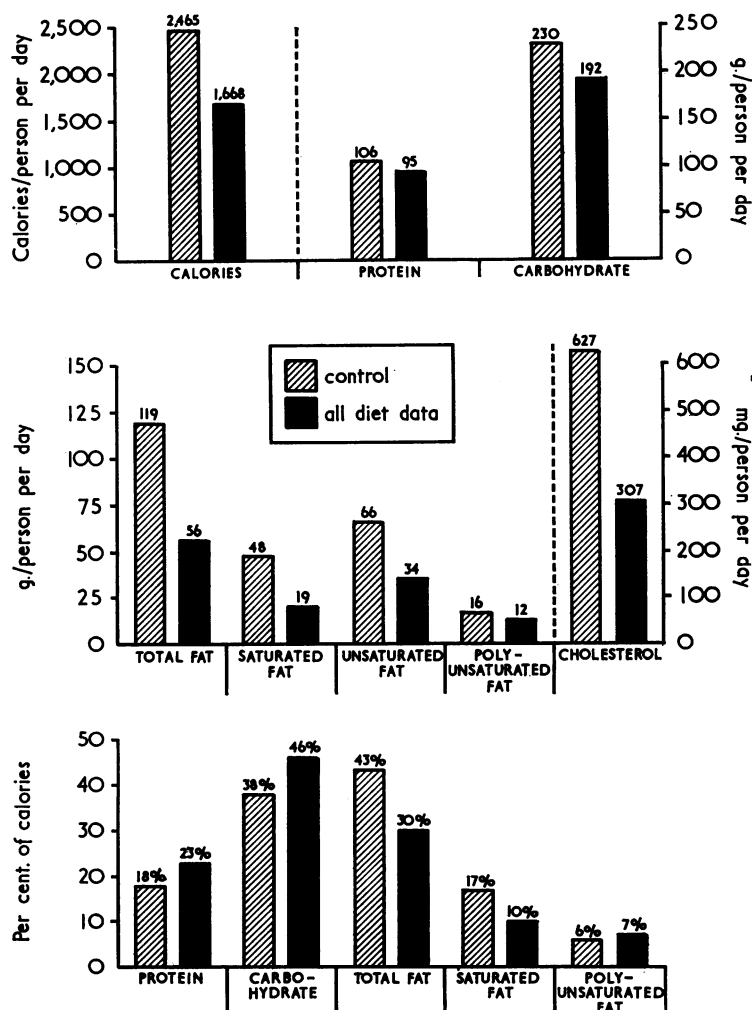 Calories/person per day
2,500
2,000
1,500
1,000
500
0
2,465
1,668
106
95
230
192
250
200
150
100
50
0
g./person per day
CALORIES
PROTEIN
CARBOHYDRATE
g./person per day
150
125
100
75
50
25
0
control
all diet data
119
56
48
19
66
34
16
12
627
307
600
500
400
300
200
100
0
mg./person per day
TOTAL FAT
SATURATED
FAT
UNSATURATED
FAT
POLY-
UNSATURATED
FAT
CHOLESTEROL
Per cent. of calories
50
40
30
20
10
0
18%
23%
38%
46%
43%
30%
17%
10%
6%
7%
PROTEIN
CARBO-
HYDRATE
TOTAL FAT
SATURATED
FAT
POLY-
UNSATURATED
FAT